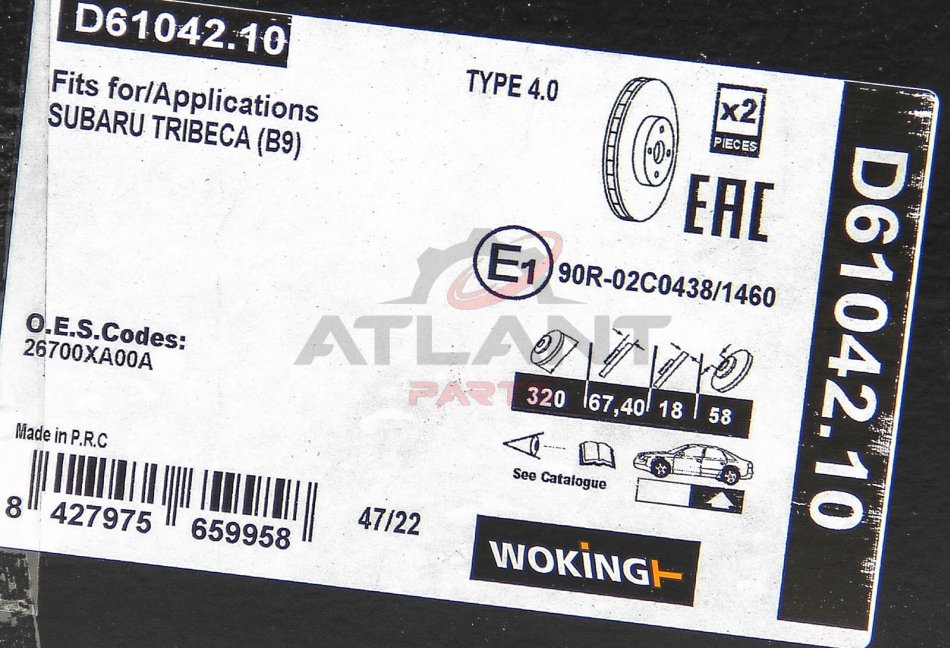 D61042.10
Fits for/Applications
SUBARU TRIBECA (B9)
TYPE 4.0
x2
PIECES
EAC
E1 90R-02C0438/1460
ATLANT
PARTS
O.E.S.Codes:
26700XA00A
320 67,40 18 58
See Catalogue
Made in P.R.C
8 427975 659958
47/22
WOKING
D61042.10